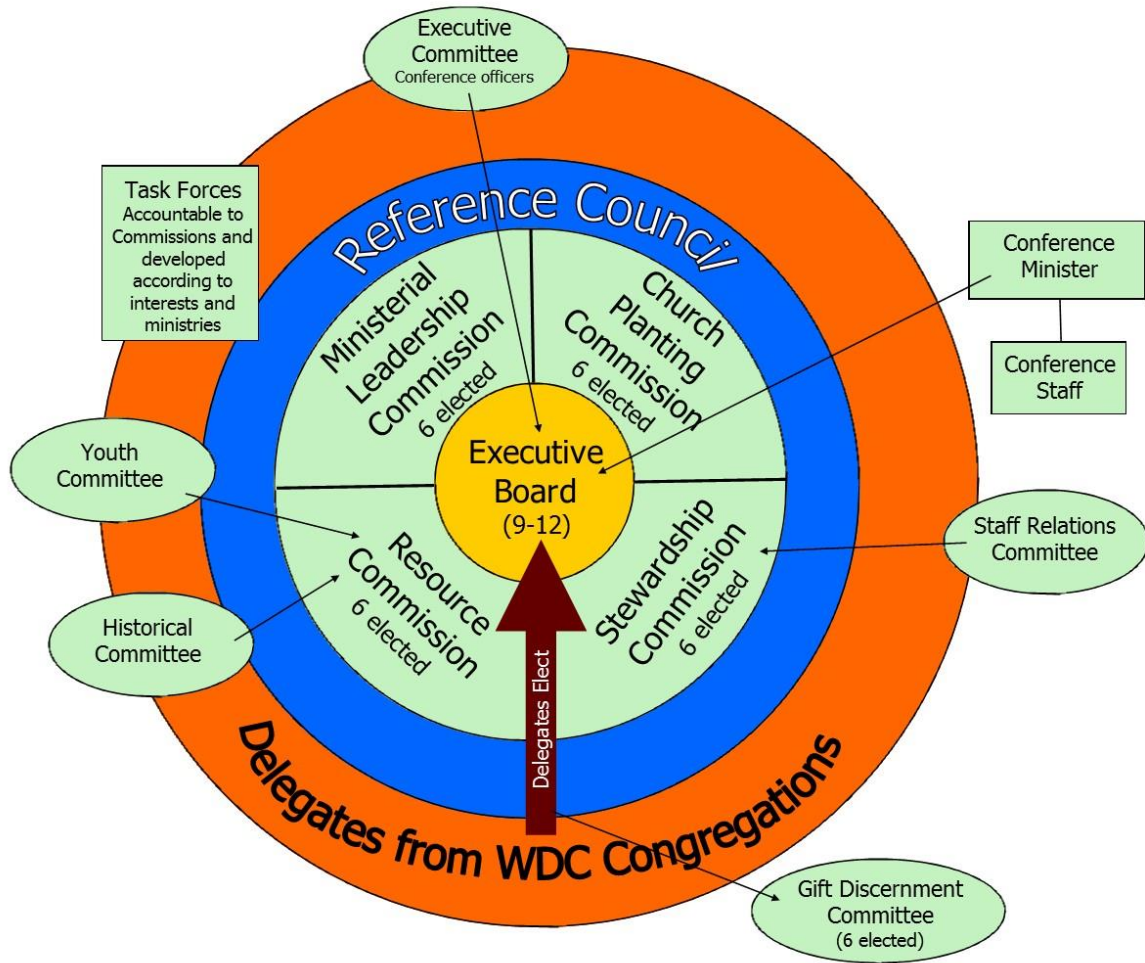 Executive
Committee
Conference officers
Task Forces
Accountable to
Commissions and
developed
according to
interests and
ministries
Reference Council
Ministerial
Leadership
Commission
6 elected
Church
Planting
Commission
6 elected
Conference
Minister
Conference
Staff
Executive
Board
(9-12)
Youth
Committee
Historical
Committee
Resource
Commission
6 elected
Stewardship
Commission
6 elected
Staff Relations
Committee
Delegates Elect
Delegates from WDC Congregations
Gift Discernment
Committee
(6 elected)